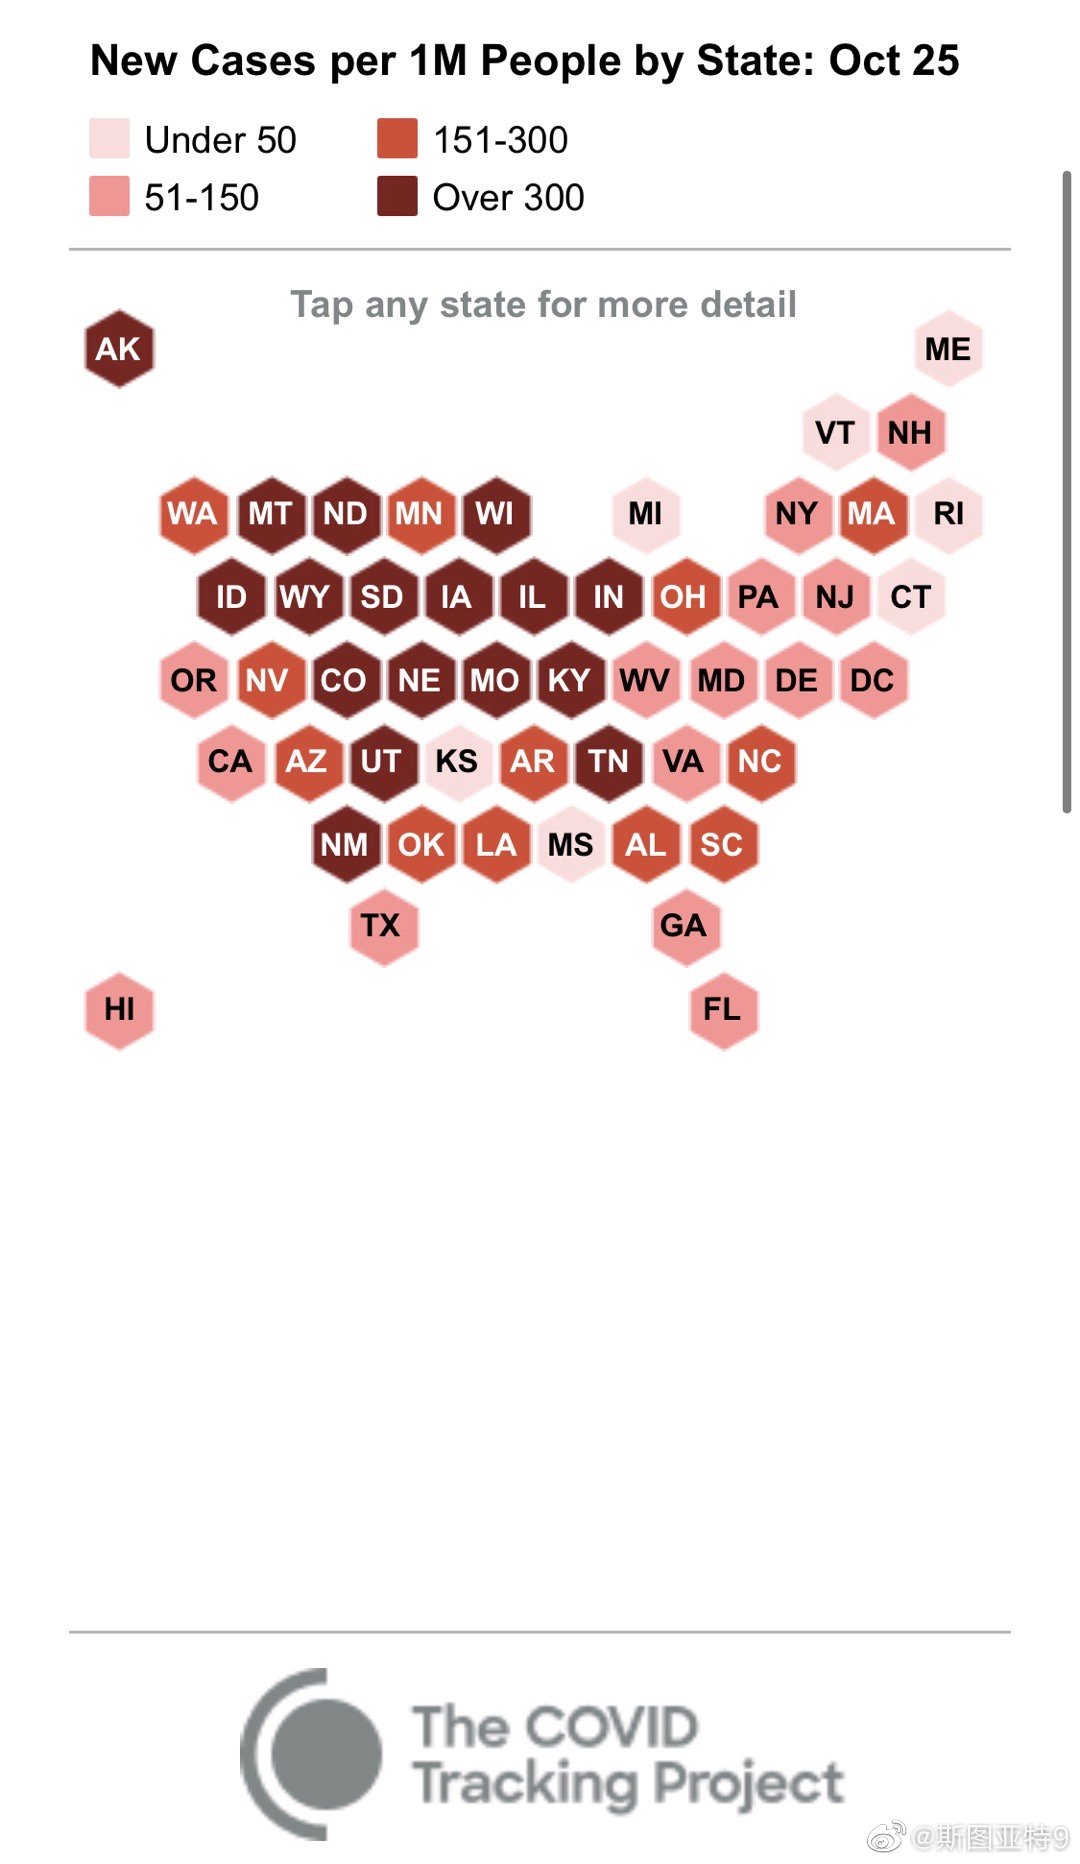 New Cases per 1M People by State: Oct 25
Under 50 151-300
51-150 Over 300
Tap any state for more detail
AK ME
VT NH
WA MT ND MN WI MI NY MA RI
ID WY SD IA IL IN OH PA NJ CT
OR NV CO NE MO KY WV MD DE DC
CA AZ UT KS AR TN VA NC
NM OK LA MS AL SC
TX GA
HI FL
The COVID
Tracking Project
@斯图亚特9